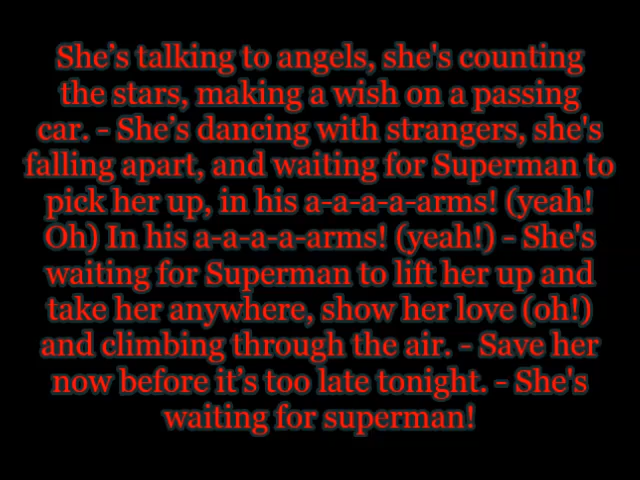 She’s talking to angels, she's counting
the stars, making a wish on a passing
car. - She’s dancing with strangers, she's
falling apart, and waiting for Superman to
pick her up, in his a-a-a-a-arms! (yeah!
Oh) In his a-a-a-a-arms! (yeah!) - She's
waiting for Superman to lift her up and
take her anywhere, show her love (oh!)
and climbing through the air. - Save her
now before it’s too late tonight. - She's
waiting for superman!